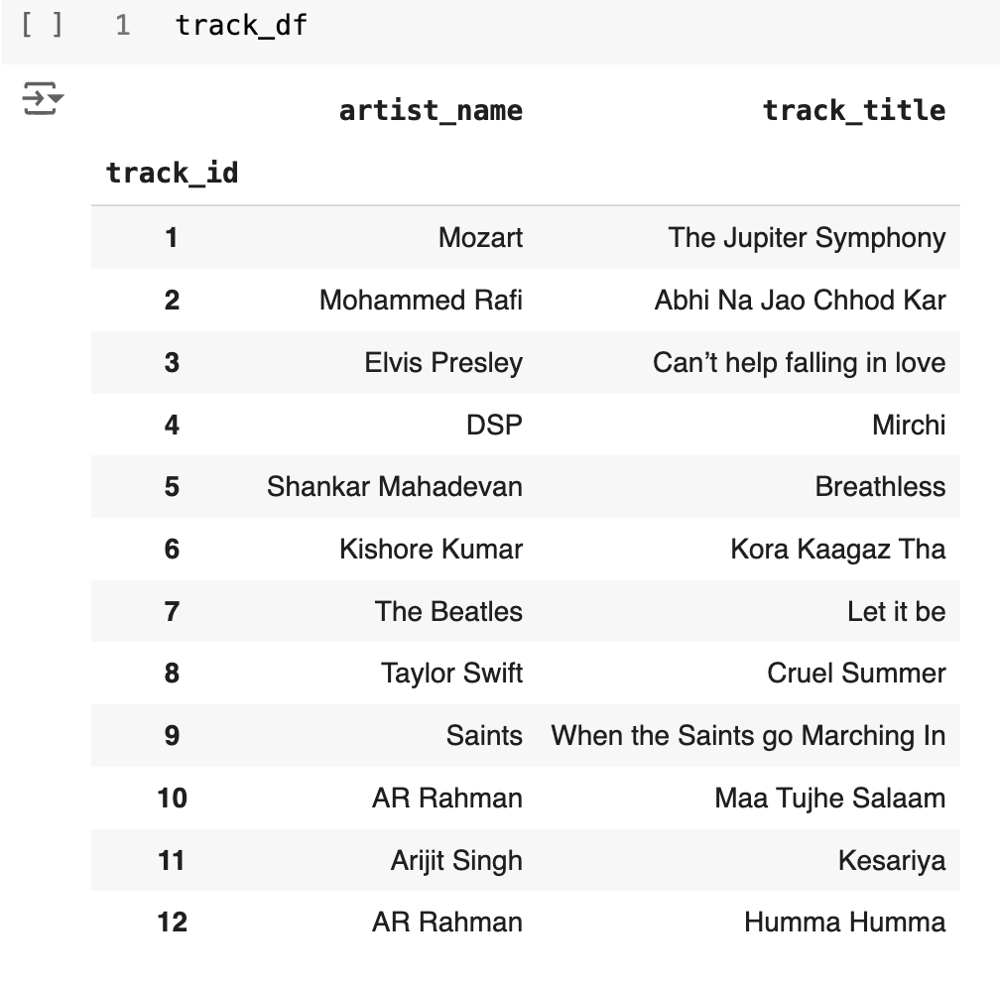 [ ] 1 track_df
artist_name track_title
track_id
1 Mozart The Jupiter Symphony
2 Mohammed Rafi Abhi Na Jao Chhod Kar
3 Elvis Presley Can’t help falling in love
4 DSP Mirchi
5 Shankar Mahadevan Breathless
6 Kishore Kumar Kora Kaagaz Tha
7 The Beatles Let it be
8 Taylor Swift Cruel Summer
9 Saints When the Saints go Marching In
10 AR Rahman Maa Tujhe Salaam
11 Arijit Singh Kesariya
12 AR Rahman Humma Humma